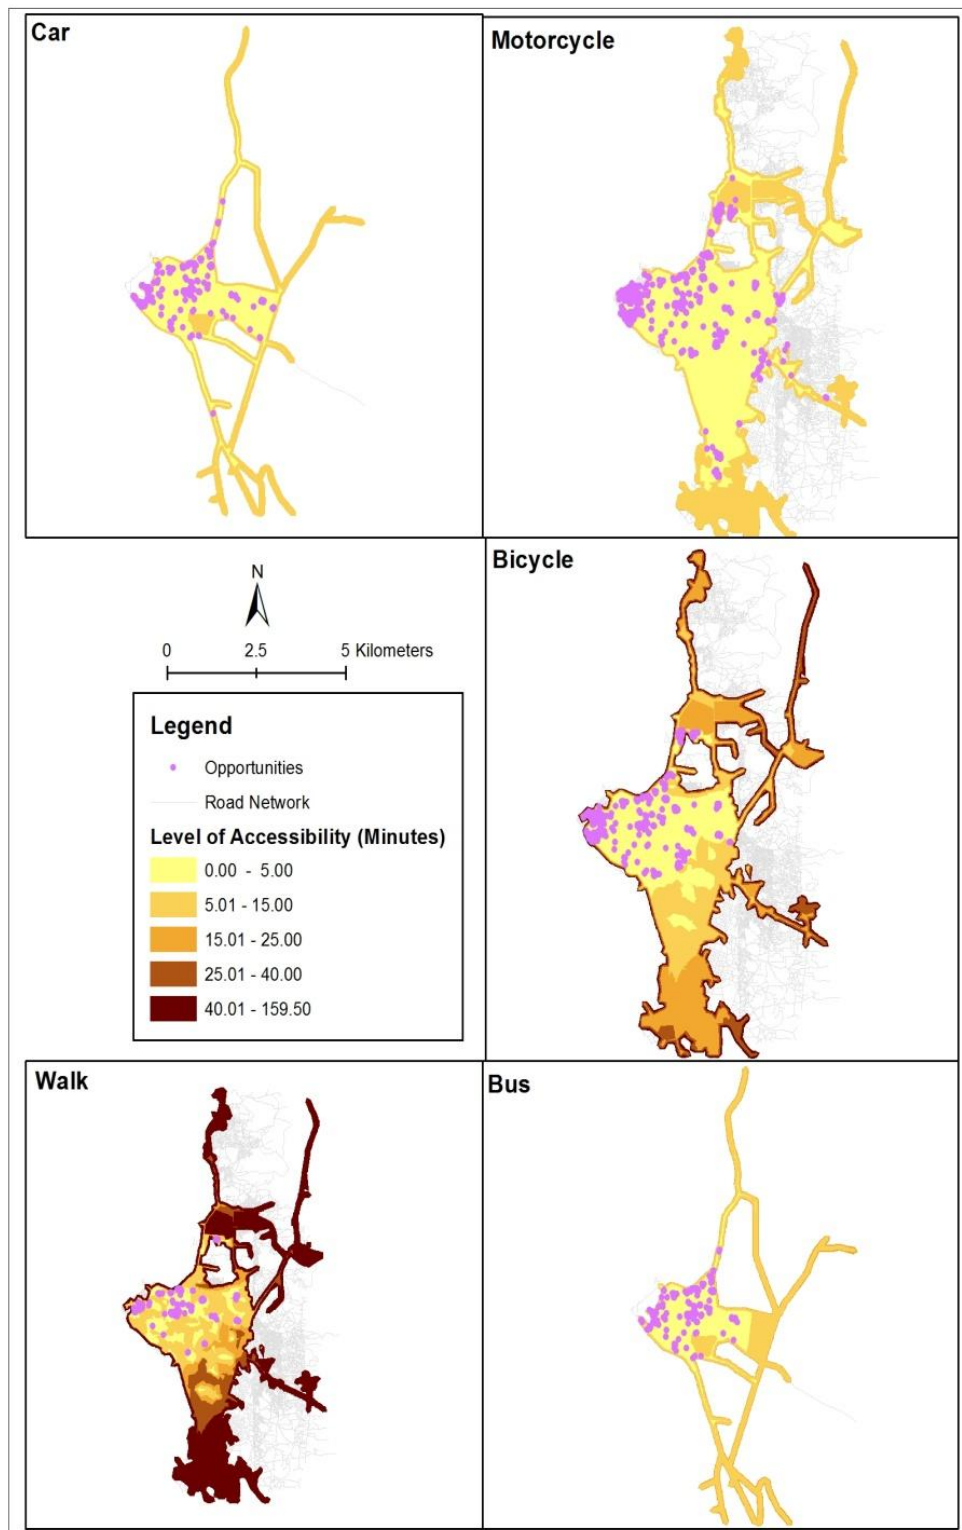 Car
Motorcycle
N
0 2.5 5 Kilometers
Legend
Opportunities
Road Network
Level of Accessibility (Minutes)
0.00 - 5.00
5.01 - 15.00
15.01 - 25.00
25.01 - 40.00
40.01 - 159.50
Bicycle
Walk
Bus